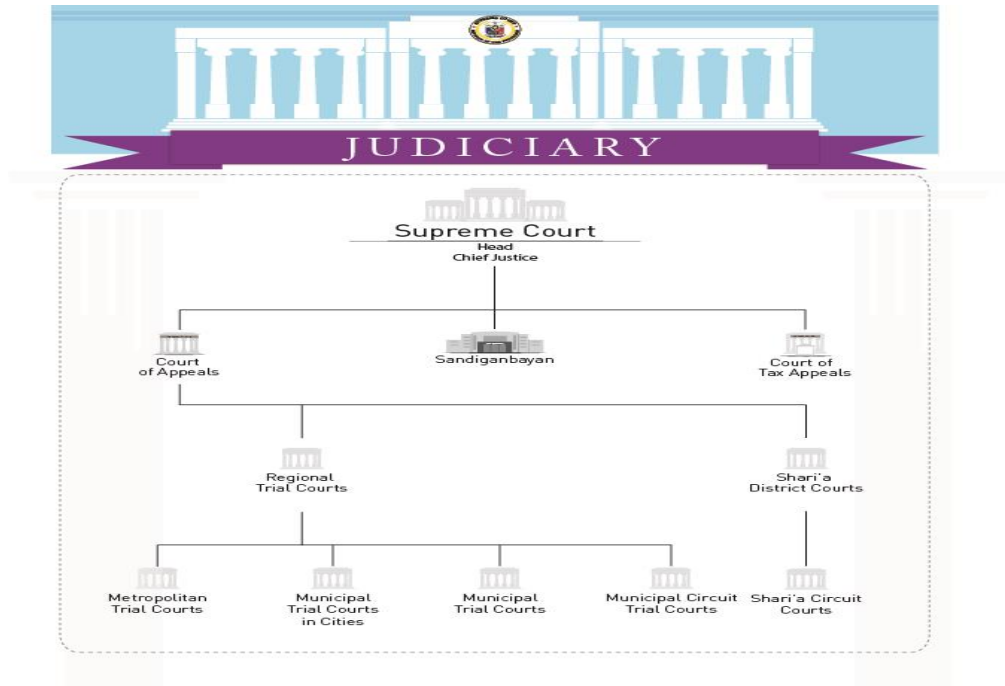 JUDICIARY
Supreme Court
Head
Chief Justice
Court
of Appeals
Sandiganbayan
Court of
Tax Appeals
Regional
Trial Courts
Shari'a
District Courts
Metropolitan
Trial Courts
Municipal
Trial Courts
in Cities
Municipal
Trial Courts
Municipal Circuit
Trial Courts
Shari'a Circuit
Courts